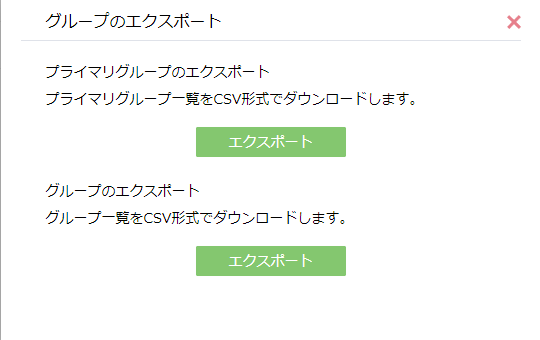 グループのエクスポート
プライマリグループのエクスポート
プライマリグループ一覧をCSV形式でダウンロードします。
エクスポート
グループのエクスポート
グループ一覧をCSV形式でダウンロードします。
エクスポート